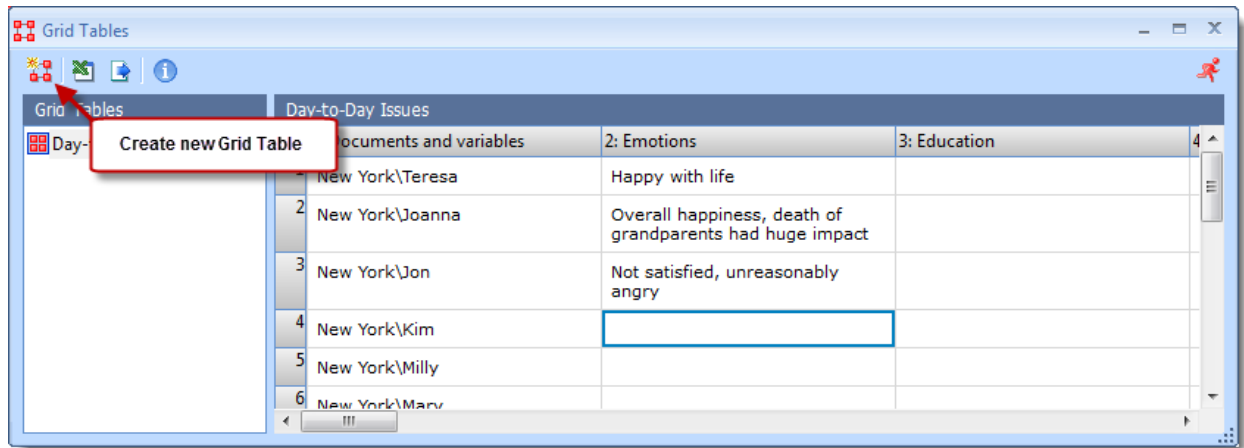 Grid Tables
Grid Tables
Day-to-Day Issues
Create new Grid Table
Day-
ocuments and variables
2: Emotions
3: Education
4
1
New York\Teresa
Happy with life
2
New York\Joanna
Overall happiness, death of
grandparents had huge impact
3
New York\Jon
Not satisfied, unreasonably
angry
4
New York\Kim
5
New York\Milly
6
New York\Mary